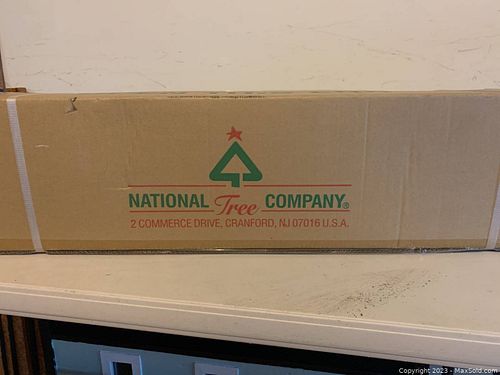 NATIONAL Tree COMPANY®
2 COMMERCE DRIVE, CRANFORD, NJ 07016 U.S.A.
Copyright 2023 - MaxSold.com